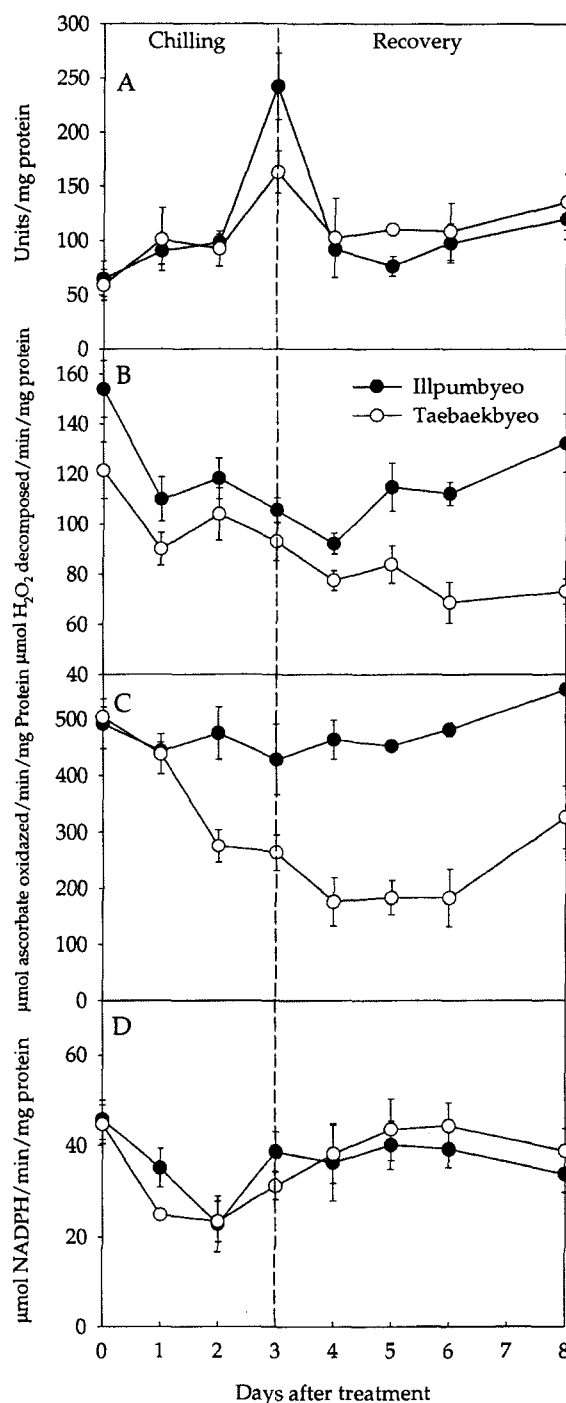 Chilling Recovery
A
300
250
200
150
100
50
0
Units/mg protein
B
Illpumbyeo
Taebaekbyeo
160
140
120
100
80
60
40
µmol H₂O₂ decomposed/min/mg protein
C
500
400
300
200
100
0
µmol ascorbate oxidazed/min/mg Protein
D
60
40
20
0
µmol NADPH/min/mg protein
0 1 2 3 4 5 6 7 8
Days after treatment